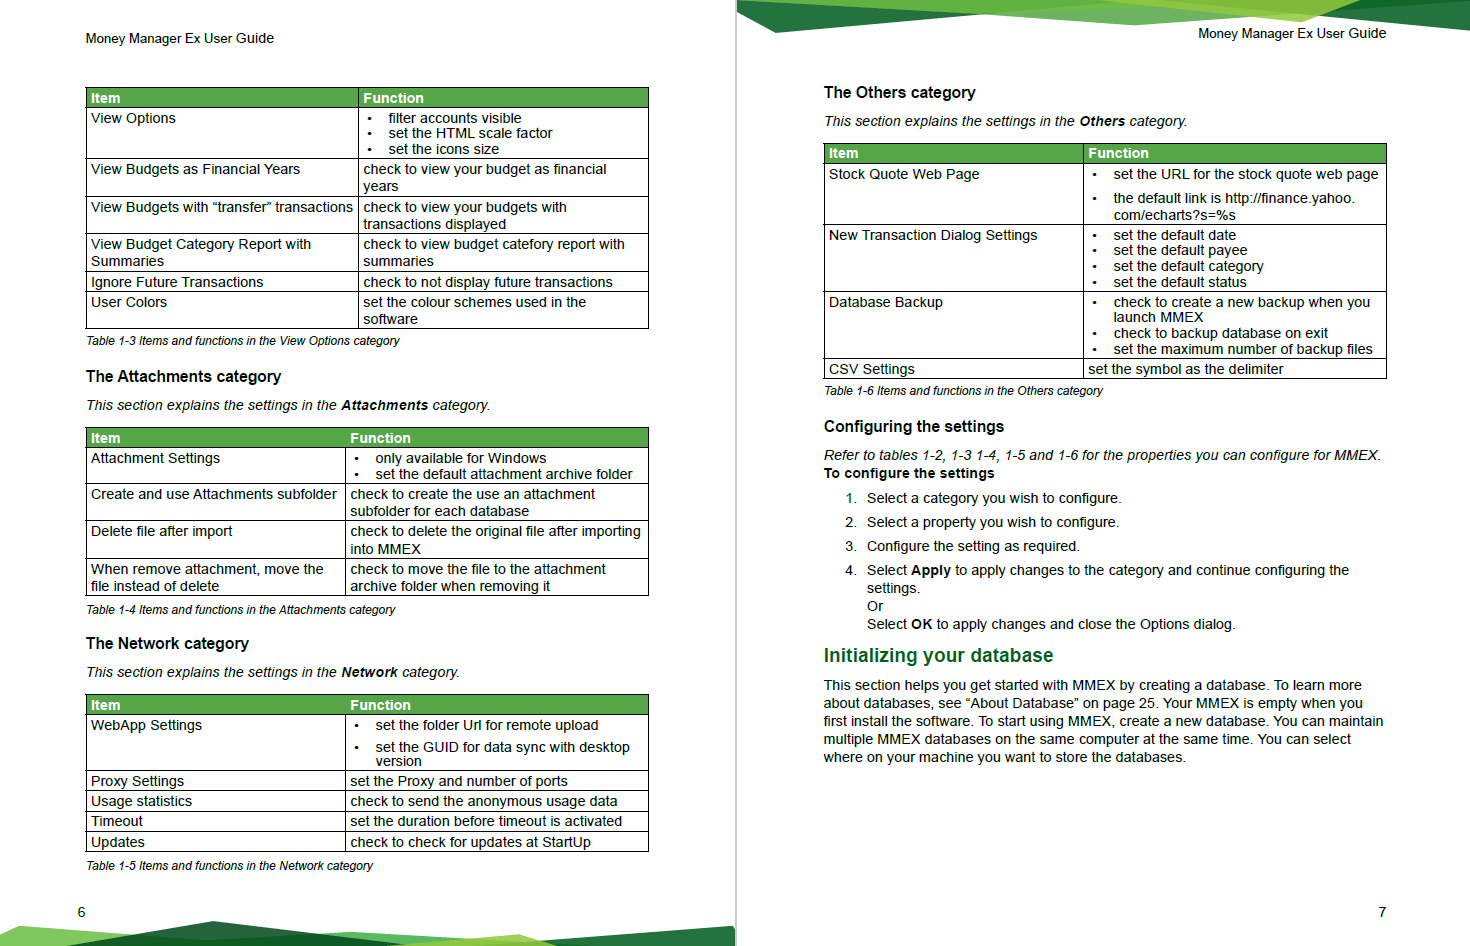 Money Manager Ex User Guide
Item Function
View Options • filter accounts visible
• set the HTML scale factor
• set the icons size
View Budgets as Financial Years check to view your budget as financial
years
View Budgets with “transfer” transactions check to view your budgets with
transactions displayed
View Budget Category Report with check to view budget catefory report with
Summaries summaries
Ignore Future Transactions check to not display future transactions
User Colors set the colour schemes used in the
software
Table 1-3 Items and functions in the View Options category
The Attachments category
This section explains the settings in the Attachments category.
Item Function
Attachment Settings • only available for Windows
• set the default attachment archive folder
Create and use Attachments subfolder check to create the use an attachment
subfolder for each database
Delete file after import check to delete the original file after importing
into MMEX
When remove attachment, move the check to move the file to the attachment
file instead of delete archive folder when removing it
Table 1-4 Items and functions in the Attachments category
The Network category
This section explains the settings in the Network category.
Item Function
WebApp Settings • set the folder Url for remote upload
• set the GUID for data sync with desktop
version
Proxy Settings set the Proxy and number of ports
Usage statistics check to send the anonymous usage data
Timeout set the duration before timeout is activated
Updates check to check for updates at StartUp
Table 1-5 Items and functions in the Network category
6
Money Manager Ex User Guide
The Others category
This section explains the settings in the Others category.
Item Function
Stock Quote Web Page • set the URL for the stock quote web page
• the default link is http://finance.yahoo.
com/echarts?s=%s
New Transaction Dialog Settings • set the default date
• set the default payee
• set the default category
• set the default status
Database Backup • check to create a new backup when you
launch MMEX
• check to backup database on exit
• set the maximum number of backup files
CSV Settings set the symbol as the delimiter
Table 1-6 Items and functions in the Others category
Configuring the settings
Refer to tables 1-2, 1-3 1-4, 1-5 and 1-6 for the properties you can configure for MMEX.
To configure the settings
1. Select a category you wish to configure.
2. Select a property you wish to configure.
3. Configure the setting as required.
4. Select Apply to apply changes to the category and continue configuring the
settings.
Or
Select OK to apply changes and close the Options dialog.
Initializing your database
This section helps you get started with MMEX by creating a database. To learn more
about databases, see “About Database” on page 25. Your MMEX is empty when you
first install the software. To start using MMEX, create a new database. You can maintain
multiple MMEX databases on the same computer at the same time. You can select
where on your machine you want to store the databases.
7